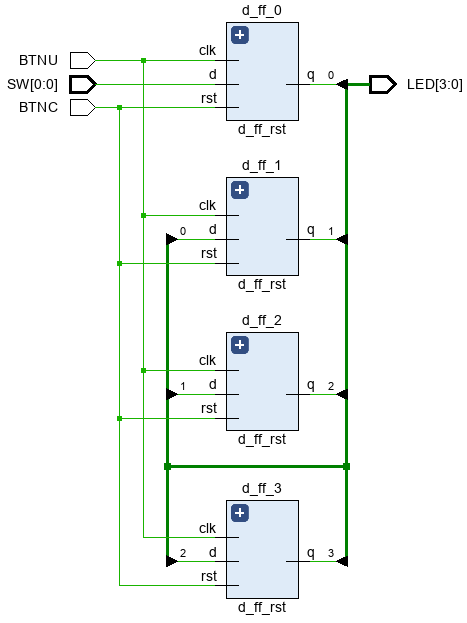 d_ff_0
BTNU
clk
SW[0:0]
d
q
0
LED[3:0]
BTNC
rst
d_ff_rst
d_ff_1
clk
0
d
q
1
rst
d_ff_rst
d_ff_2
clk
1
d
q
2
rst
d_ff_rst
d_ff_3
clk
2
d
q
3
rst
d_ff_rst